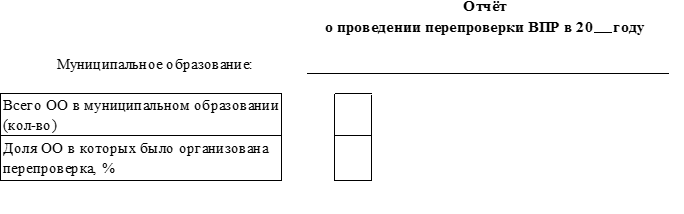 Отчёт
о проведении перепроверки ВПР в 20__году
Муниципальное образование:
Всего ОО в муниципальном образовании
(кол-во)
Доля ОО в которых было организована
перепроверка, %